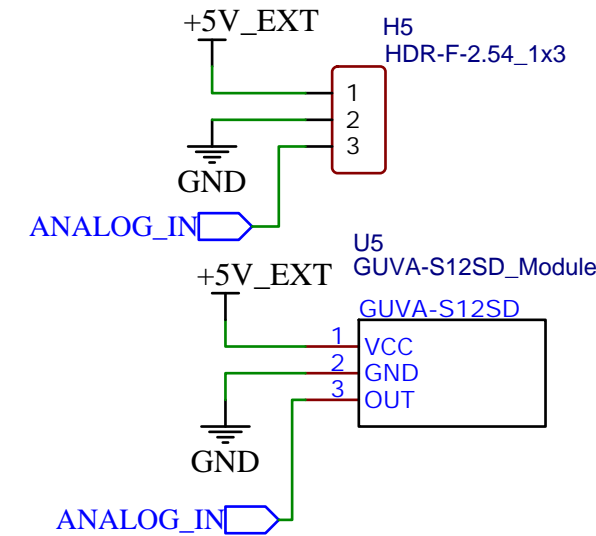 +5V_EXT
H5
HDR-F-2.54_1x3
1
2
3
GND
ANALOG_IN
U5
GUVA-S12SD_Module
+5V_EXT
GUVA-S12SD
1 VCC
2 GND
3 OUT
GND
ANALOG_IN